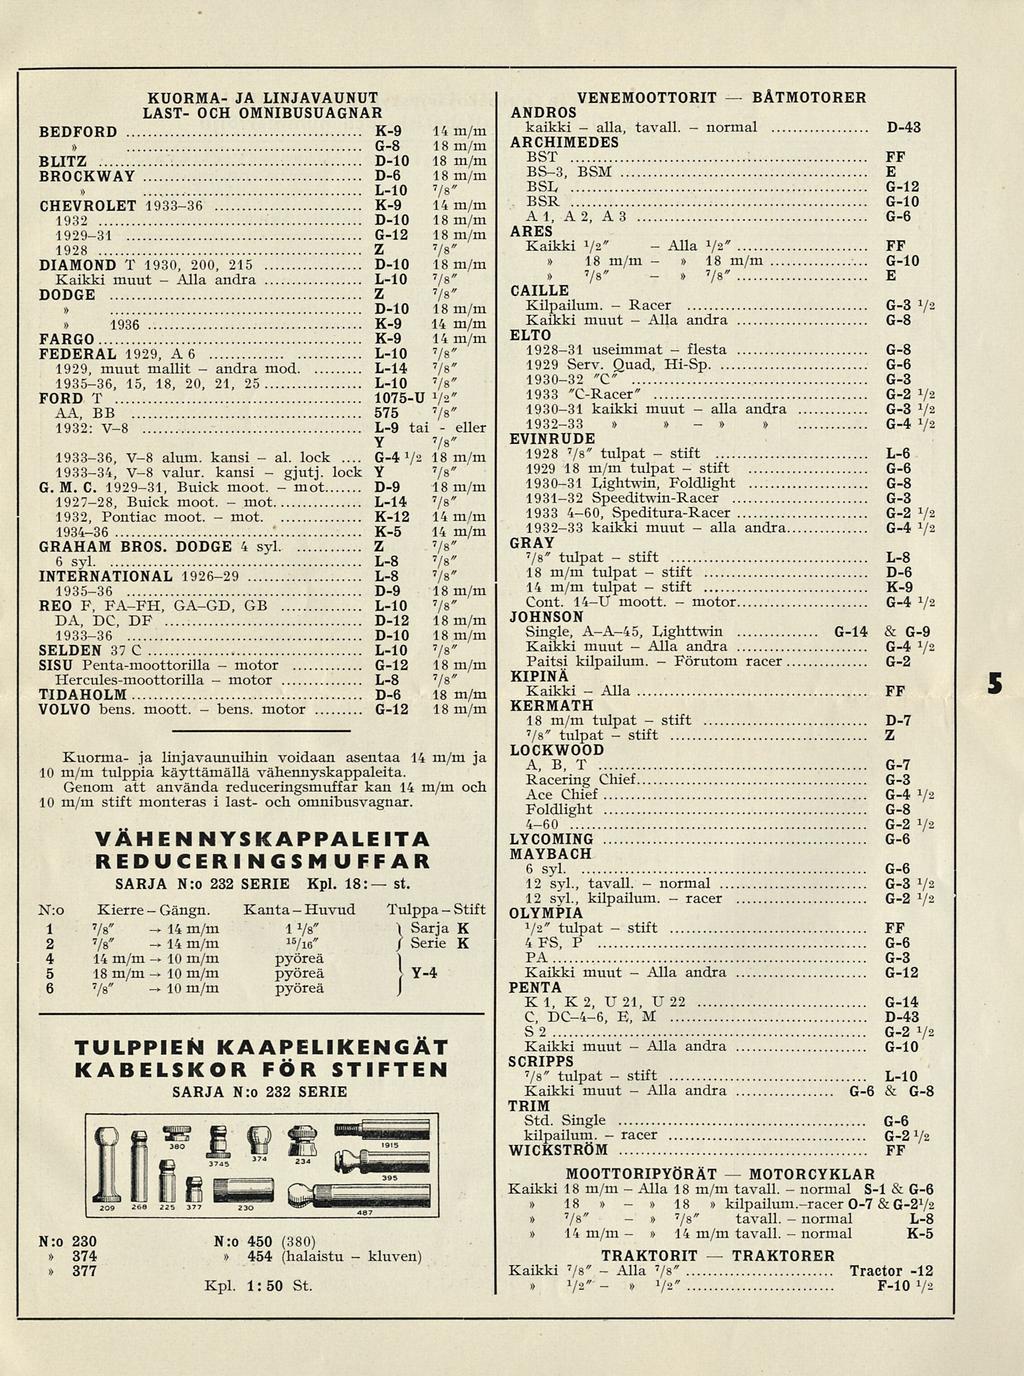 KUORMA- JA LINJAVAUNUT
LAST- OCH OMNIBUSUAGNAR
BEDFORD ... K-9 14 m/m
» ... G-8 18 m/m
BLITZ ... D-10 18 m/m
BROCKWAY ... D-6 18 m/m
» ... L-10 7/8"
CHEVROLET 1933–36 ... K-9 14 m/m
1932 ... D-10 18 m/m
1929–31 ... G-12 18 m/m
1928 ... Z 7/8"
DIAMOND T 1930, 200, 215 ... D-10 18 m/m
Kaikki muut – Alla andra ... L-10 7/8"
DODGE ... Z 7/8"
» ... D-10 18 m/m
» 1936 ... K-9 14 m/m
FARGO ... K-9 14 m/m
FEDERAL 1929, A 6 ... L-10 7/8"
1929, muut mallit – andra mod. ... L-14 7/8"
1935–36, 15, 18, 20, 21, 25 ... L-10 7/8"
FORD T ... 1075-U 1/2"
AA, BB ... 575 7/8"
1932: V–8 ... L-9 tai - eller
Y 7/8"
1933–36, V–8 alum. kansi – al. lock .... G-4 1/2 18 m/m
1933–34, V–8 valur. kansi – gjutj. lock Y 7/8"
G. M. C. 1929–31, Buick moot. – mot....... D-9 18 m/m
1927–28, Buick moot. – mot. ... L-14 7/8"
1932, Pontiac moot. – mot. ... K-12 14 m/m
1934–36 ... K-5 14 m/m
GRAHAM BROS. DODGE 4 syl. ... Z 7/8"
6 syl. ... L-8 7/8"
INTERNATIONAL 1926–29 ... L-8 7/8"
1935–36 ... D-9 18 m/m
REO F, FA–FH, GA–GD, GB ... L-10 7/8"
DA, DC, DF ... D-12 18 m/m
1933–36 ... D-10 18 m/m
SELDEN 37 C ... L-10 7/8"
SISU Penta-moottorilla – motor ... G-12 18 m/m
Hercules-moottorilla – motor ... L-8 7/8"
TIDAHOLM ... D-6 18 m/m
VOLVO bens. moott. – bens. motor ... G-12 18 m/m
Kuorma- ja linjavaunuihin voidaan asentaa 14 m/m ja
10 m/m tulppia käyttämällä vähennyskappaleita.
Genom att använda reduceringsmuffar kan 14 m/m och
10 m/m stift monteras i last- och omnibusvagnar.
VÄHENNYSKAPPALEITA
REDUCERINGSMUFFAR
SARJA N:o 232 SERIE Kpl. 18:— st.
N:o Kierre – Gängn. Kanta – Huvud Tulppa – Stift
1 7/8" → 14 m/m 1 1/8" } Sarja K
2 7/8" → 14 m/m 15/16" } Serie K
4 14 m/m → 10 m/m pyöreä
5 18 m/m → 10 m/m pyöreä } Y-4
6 7/8" → 10 m/m pyöreä
TULPPIEN KAAPELIKENGÄT
KABELSKOR FÖR STIFTEN
SARJA N:o 232 SERIE
380 3745 374 234 1915
395
209 268 225 377 230 487
N:o 230 N:o 450 (380)
» 374 » 454 (halaistu – kluven)
» 377
Kpl. 1: 50 St.
VENEMOOTTORIT — BÅTMOTORER
ANDROS
kaikki – alla, tavall. – normal ... D-43
ARCHIMEDES
BST ... FF
BS–3, BSM ... E
BSL ... G-12
BSR ... G-10
A 1, A 2, A 3 ... G-6
ARES
Kaikki 1/2" – Alla 1/2" ... FF
» 18 m/m – » 18 m/m ... G-10
» 7/8" – » 7/8" ... E
CAILLE
Kilpailum. – Racer ... G-3 1/2
Kaikki muut – Alla andra ... G-8
ELTO
1928–31 useimmat – flesta ... G-8
1929 Serv. Quad, Hi-Sp. ... G-6
1930–32 "C" ... G-3
1933 "C-Racer" ... G-2 1/2
1930–31 kaikki muut – alla andra ... G-3 1/2
1932–33 » » – » » ... G-4 1/2
EVINRUDE
1928 7/8" tulpat – stift ... L-6
1929 18 m/m tulpat – stift ... G-6
1930–31 Lightwin, Foldlight ... G-8
1931–32 Speeditwin-Racer ... G-3
1933 4–60, Speditura-Racer ... G-2 1/2
1932–33 kaikki muut – alla andra ... G-4 1/2
GRAY
7/8" tulpat – stift ... L-8
18 m/m tulpat – stift ... D-6
14 m/m tulpat – stift ... K-9
Cont. 14–U moott. – motor ... G-4 1/2
JOHNSON
Single, A–A–45, Lighttwin ... G-14 & G-9
Kaikki muut – Alla andra ... G-4 1/2
Paitsi kilpailum. – Förutom racer ... G-2
KIPINÄ
Kaikki – Alla ... FF
KERMATH
18 m/m tulpat – stift ... D-7
7/8" tulpat – stift ... Z
LOCKWOOD
A, B, T ... G-7
Racering Chief ... G-3
Ace Chief ... G-4 1/2
Foldlight ... G-8
4–60 ... G-2 1/2
LYCOMING ... G-6
MAYBACH
6 syl. ... G-6
12 syl., tavall. – normal ... G-3 1/2
12 syl., kilpailum. – racer ... G-2 1/2
OLYMPIA
1/2" tulpat – stift ... FF
4 FS, P ... G-6
PA ... G-3
Kaikki muut – Alla andra ... G-12
PENTA
K 1, K 2, U 21, U 22 ... G-14
C, DC–4–6, E, M ... D-43
S 2 ... G-2 1/2
Kaikki muut – Alla andra ... G-10
SCRIPPS
7/8" tulpat – stift ... L-10
Kaikki muut – Alla andra ... G-6 & G-8
TRIM
Std. Single ... G-6
kilpailum. – racer ... G-2 1/2
WICKSTRÖM ... FF
MOOTTORIPYÖRÄT — MOTORCYKLAR
Kaikki 18 m/m – Alla 18 m/m tavall. – normal S-1 & G-6
» 18 » – » 18 » kilpailum.–racer O-7 & G-2 1/2
» 7/8" – » 7/8" tavall. – normal L-8
» 14 m/m – » 14 m/m tavall. – normal K-5
TRAKTORIT — TRAKTORER
Kaikki 7/8" – Alla 7/8" ... Tractor -12
» 1/2" – » 1/2" ... F-10 1/2
5